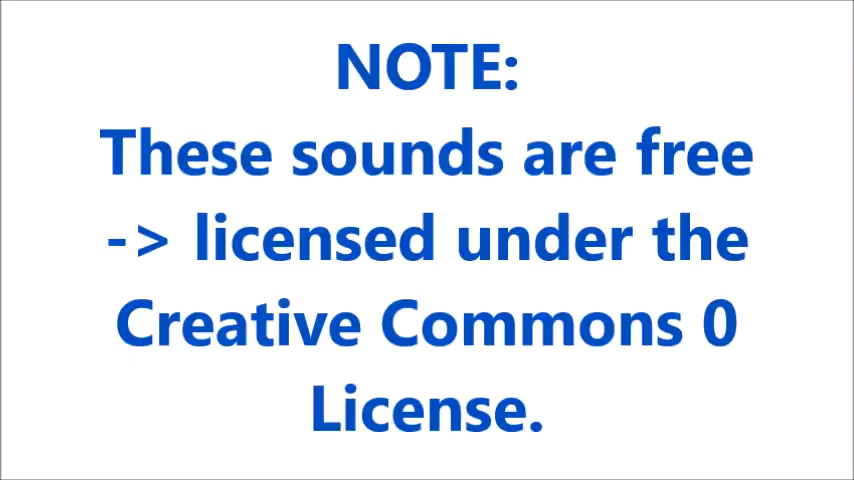 NOTE:
These sounds are free
-> licensed under the
Creative Commons 0
License.